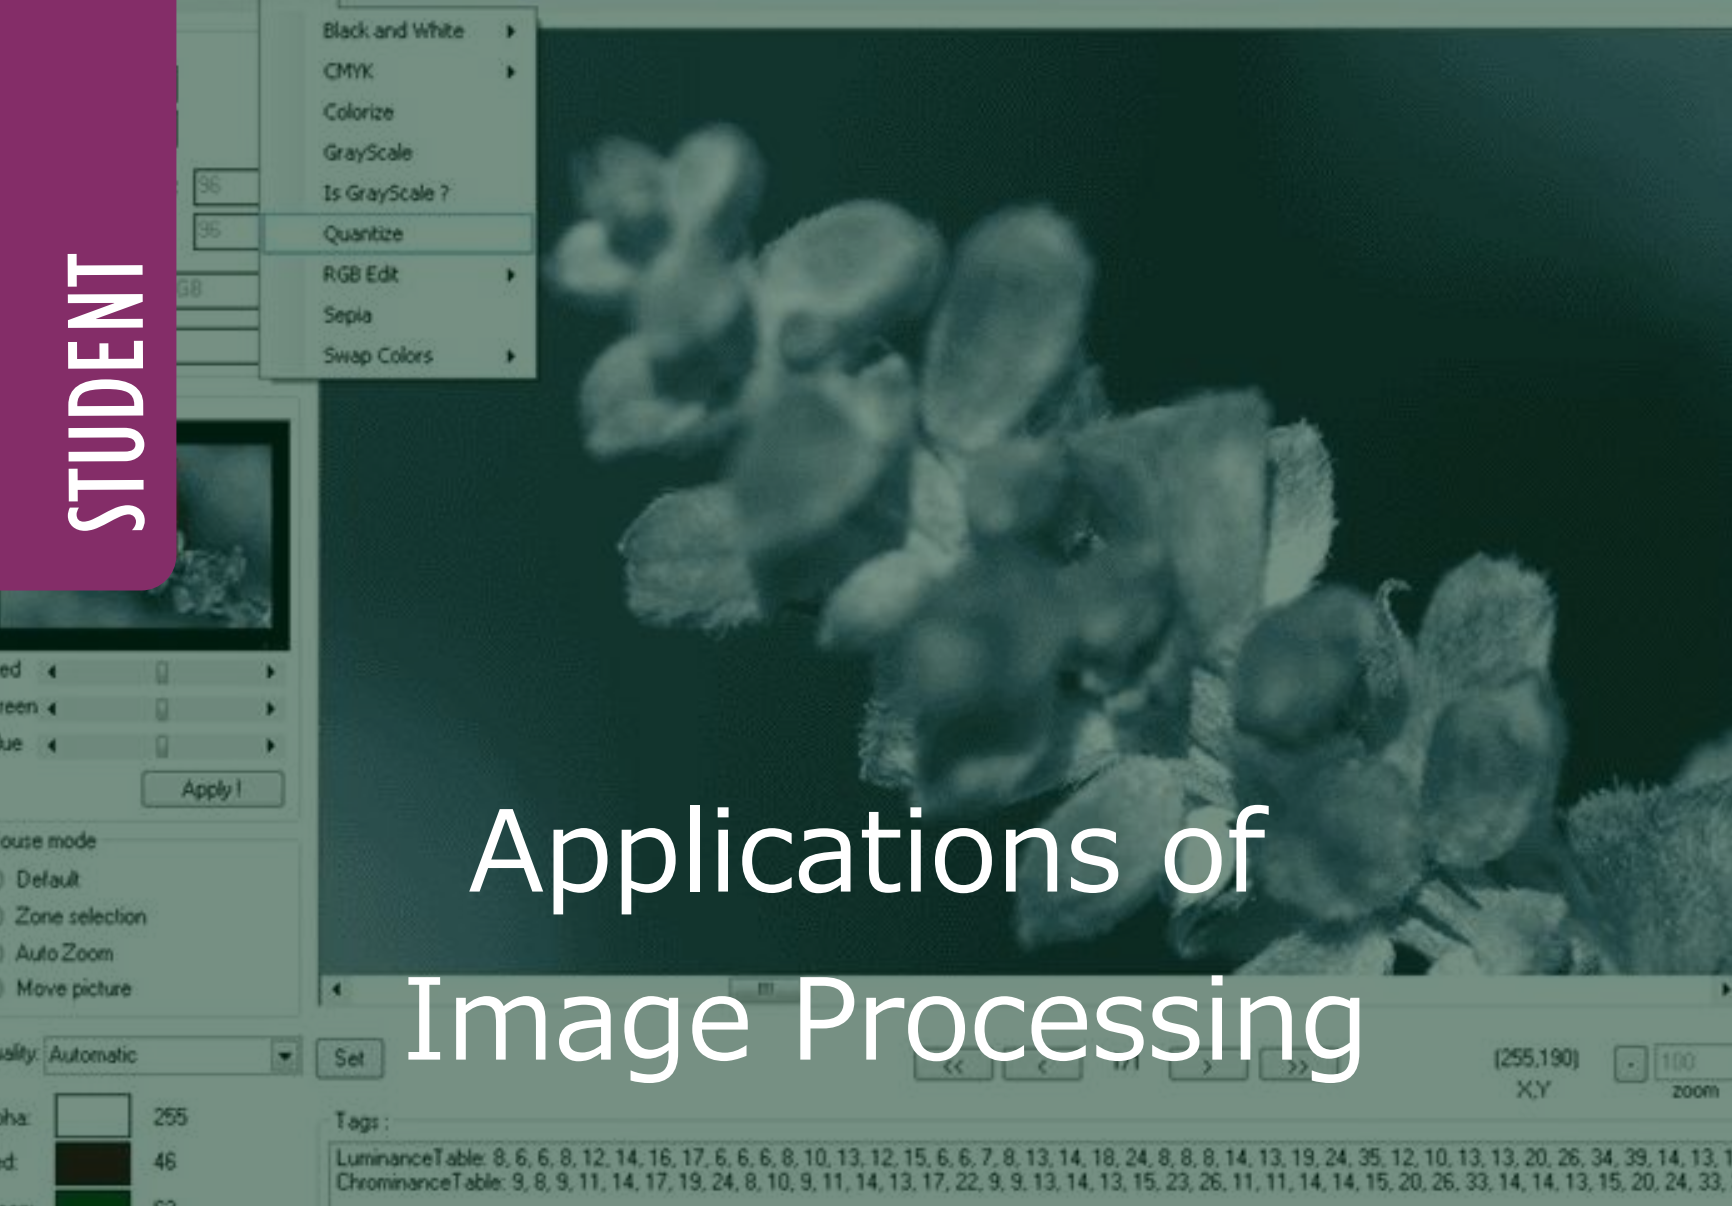 STUDENT
Black and White
CMYK
Colorize
GrayScale
Is GrayScale ?
96
Quantize
96
RGB Edit
Sepia
Swap Colors
Apply !
mode
Default
Zone selection
Auto Zoom
Move picture
Applications of
Image Processing
Automatic
Set
<<
<
>
>>
(255,190)
X,Y
-
100
zoom
255
46
Tags :
LuminanceTable: 8, 6, 6, 8, 12, 14, 16, 17, 6, 6, 6, 8, 10, 13, 12, 15, 6, 6, 7, 8, 13, 14, 18, 24, 8, 8, 8, 14, 13, 19, 24, 35, 12, 10, 13, 13, 20, 26, 34, 39, 14, 13,
ChrominanceTable: 9, 8, 9, 11, 14, 17, 19, 24, 8, 10, 9, 11, 14, 13, 17, 22, 9, 9, 13, 14, 13, 15, 23, 26, 11, 11, 14, 14, 15, 20, 26, 33, 14, 14, 13, 15, 20, 24, 33,